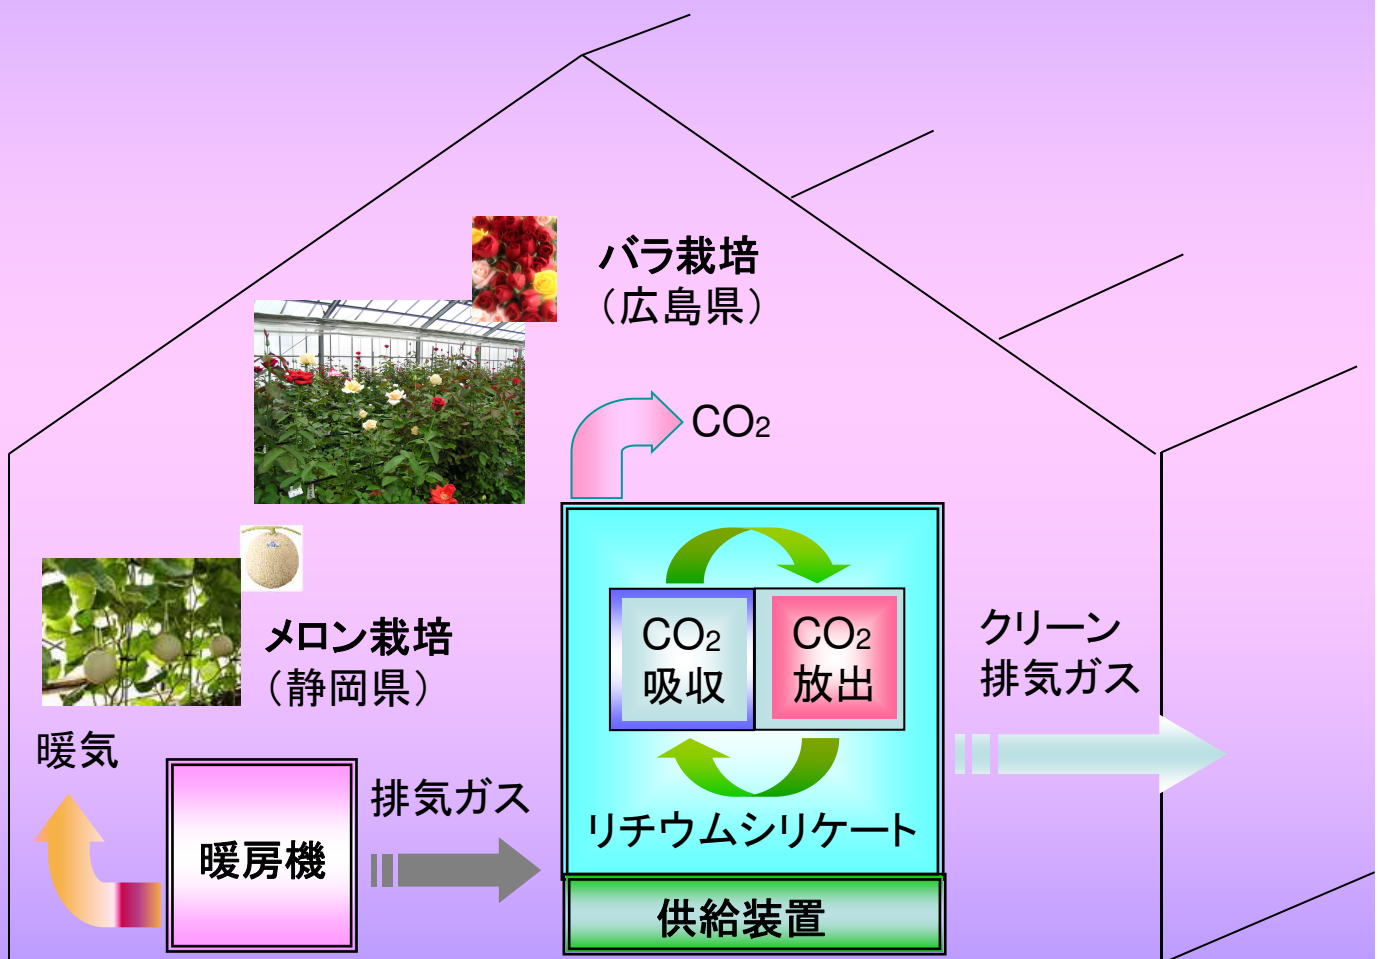 バラ栽培
（広島県）
CO₂
メロン栽培
（静岡県）
CO₂
吸収
CO₂
放出
クリーン
排気ガス
暖気
排気ガス
リチウムシリケート
暖房機
供給装置